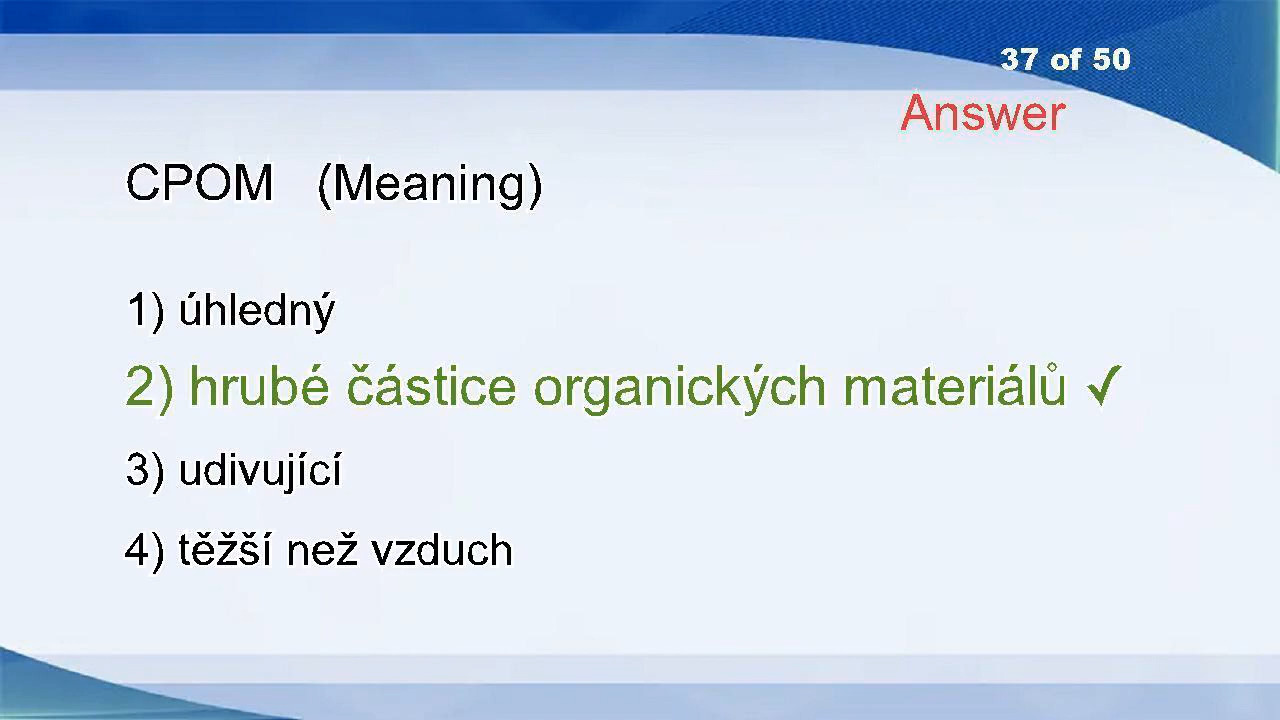 37 of 50
Answer
CPOM (Meaning)
1) úhledný
2) hrubé částice organických materiálů ✓
3) udivující
4) těžší než vzduch